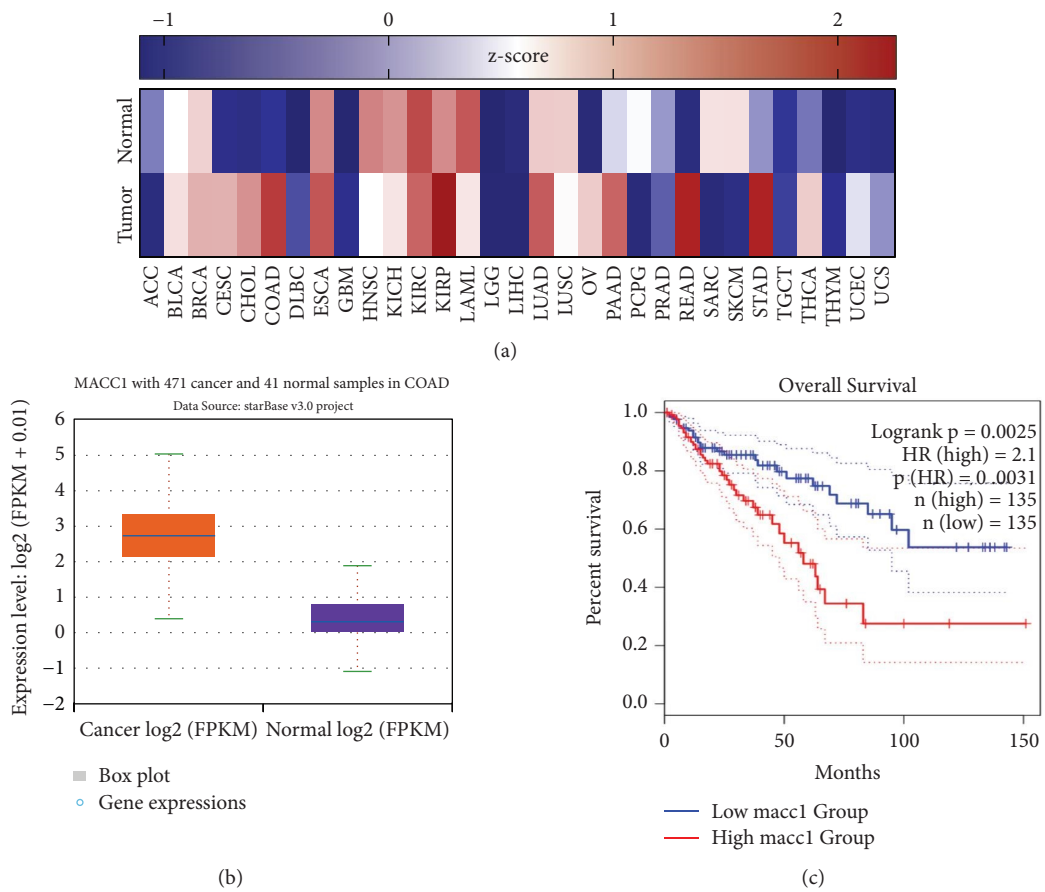 −1 0 1 2
z-score
Normal
Tumor
ACC BLCA BRCA CESC CHOL COAD DLBC ESCA GBM HNSC KICH KIRC KIRP LAML LGG LIHC LUAD LUSC OV PAAD PCPG PRAD READ SARC SKCM STAD TGCT THCA THYM UCEC UCS
(a)
MACC1 with 471 cancer and 41 normal samples in COAD
Data Source: starBase v3.0 project
Expression level: log2 (FPKM + 0.01)
6
5
4
3
2
1
0
−1
−2
Cancer log2 (FPKM) Normal log2 (FPKM)
Box plot
Gene expressions
(b)
Overall Survival
Logrank p = 0.0025
HR (high) = 2.1
p (HR) = 0.0031
n (high) = 135
n (low) = 135
Percent survival
1.0
0.8
0.6
0.4
0.2
0.0
0 50 100 150
Months
Low macc1 Group
High macc1 Group
(c)